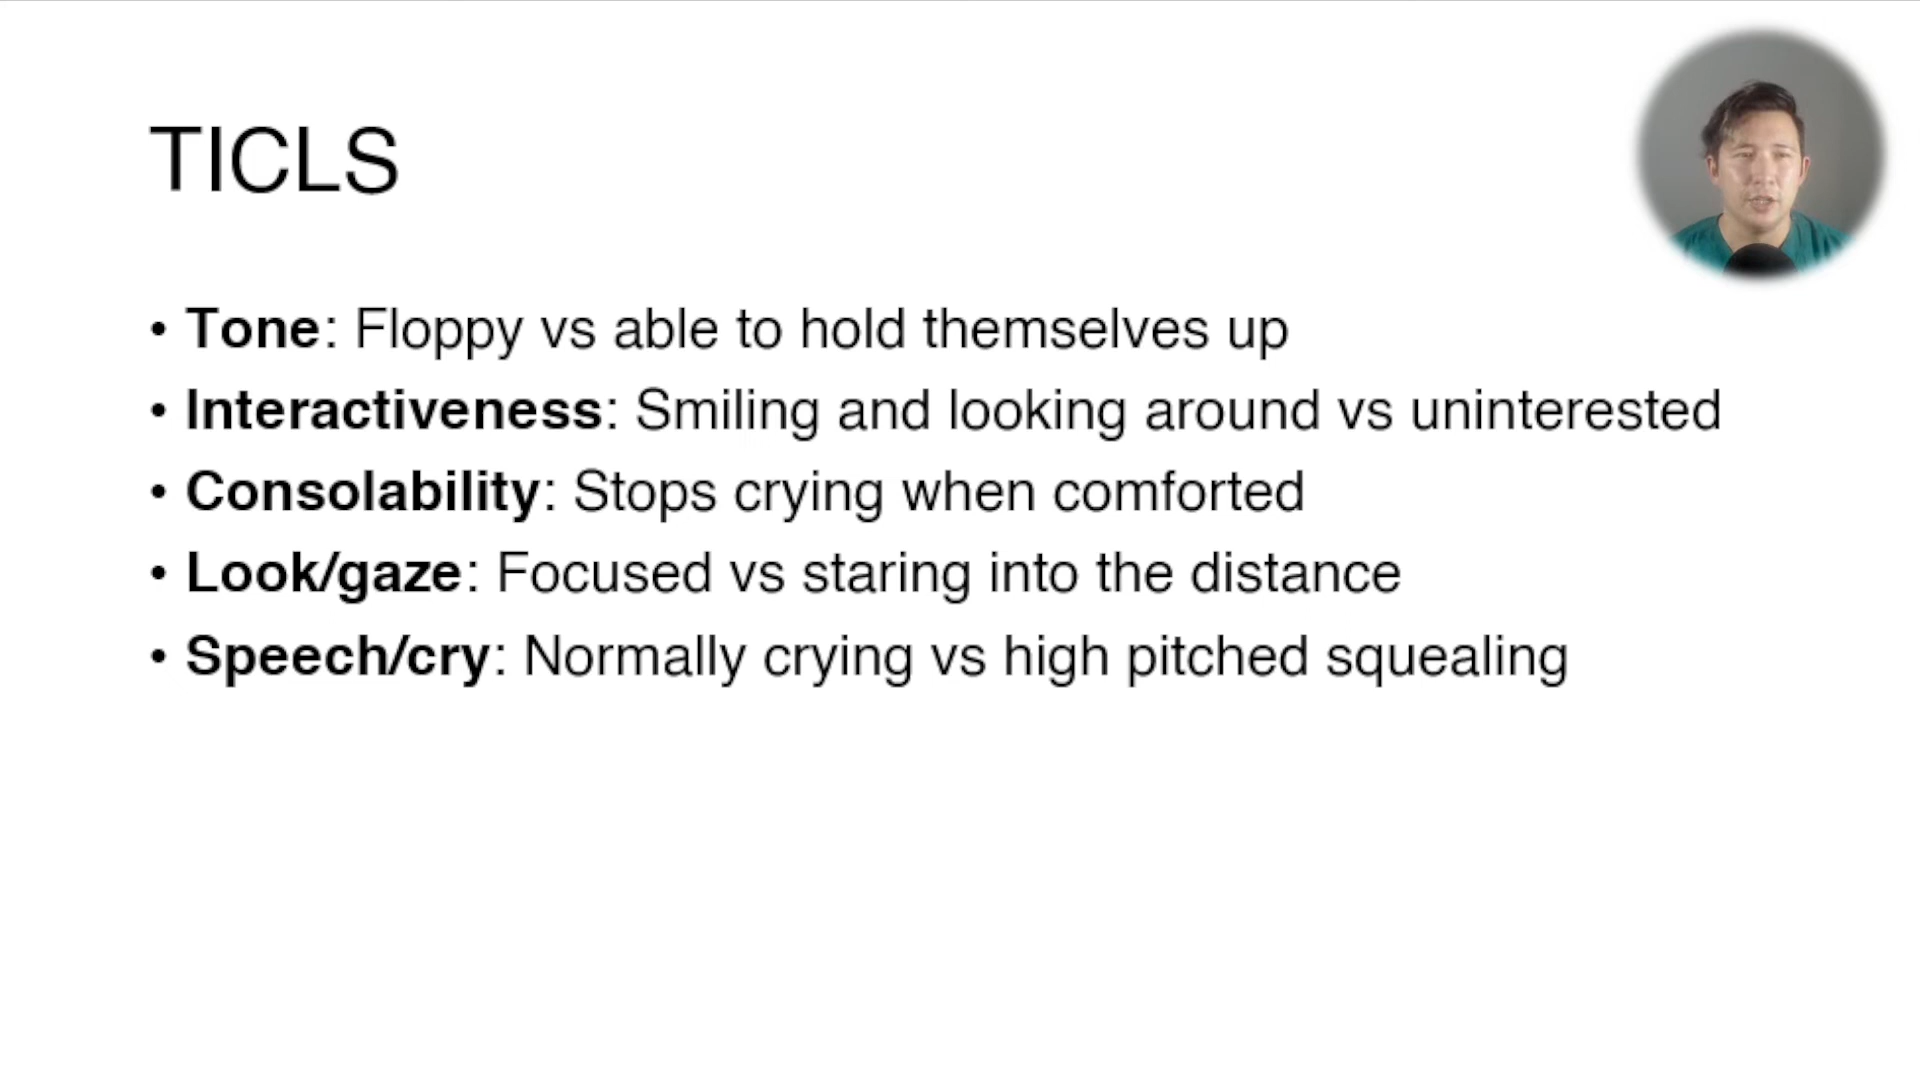 TICLS
• Tone: Floppy vs able to hold themselves up
• Interactiveness: Smiling and looking around vs uninterested
• Consolability: Stops crying when comforted
• Look/gaze: Focused vs staring into the distance
• Speech/cry: Normally crying vs high pitched squealing